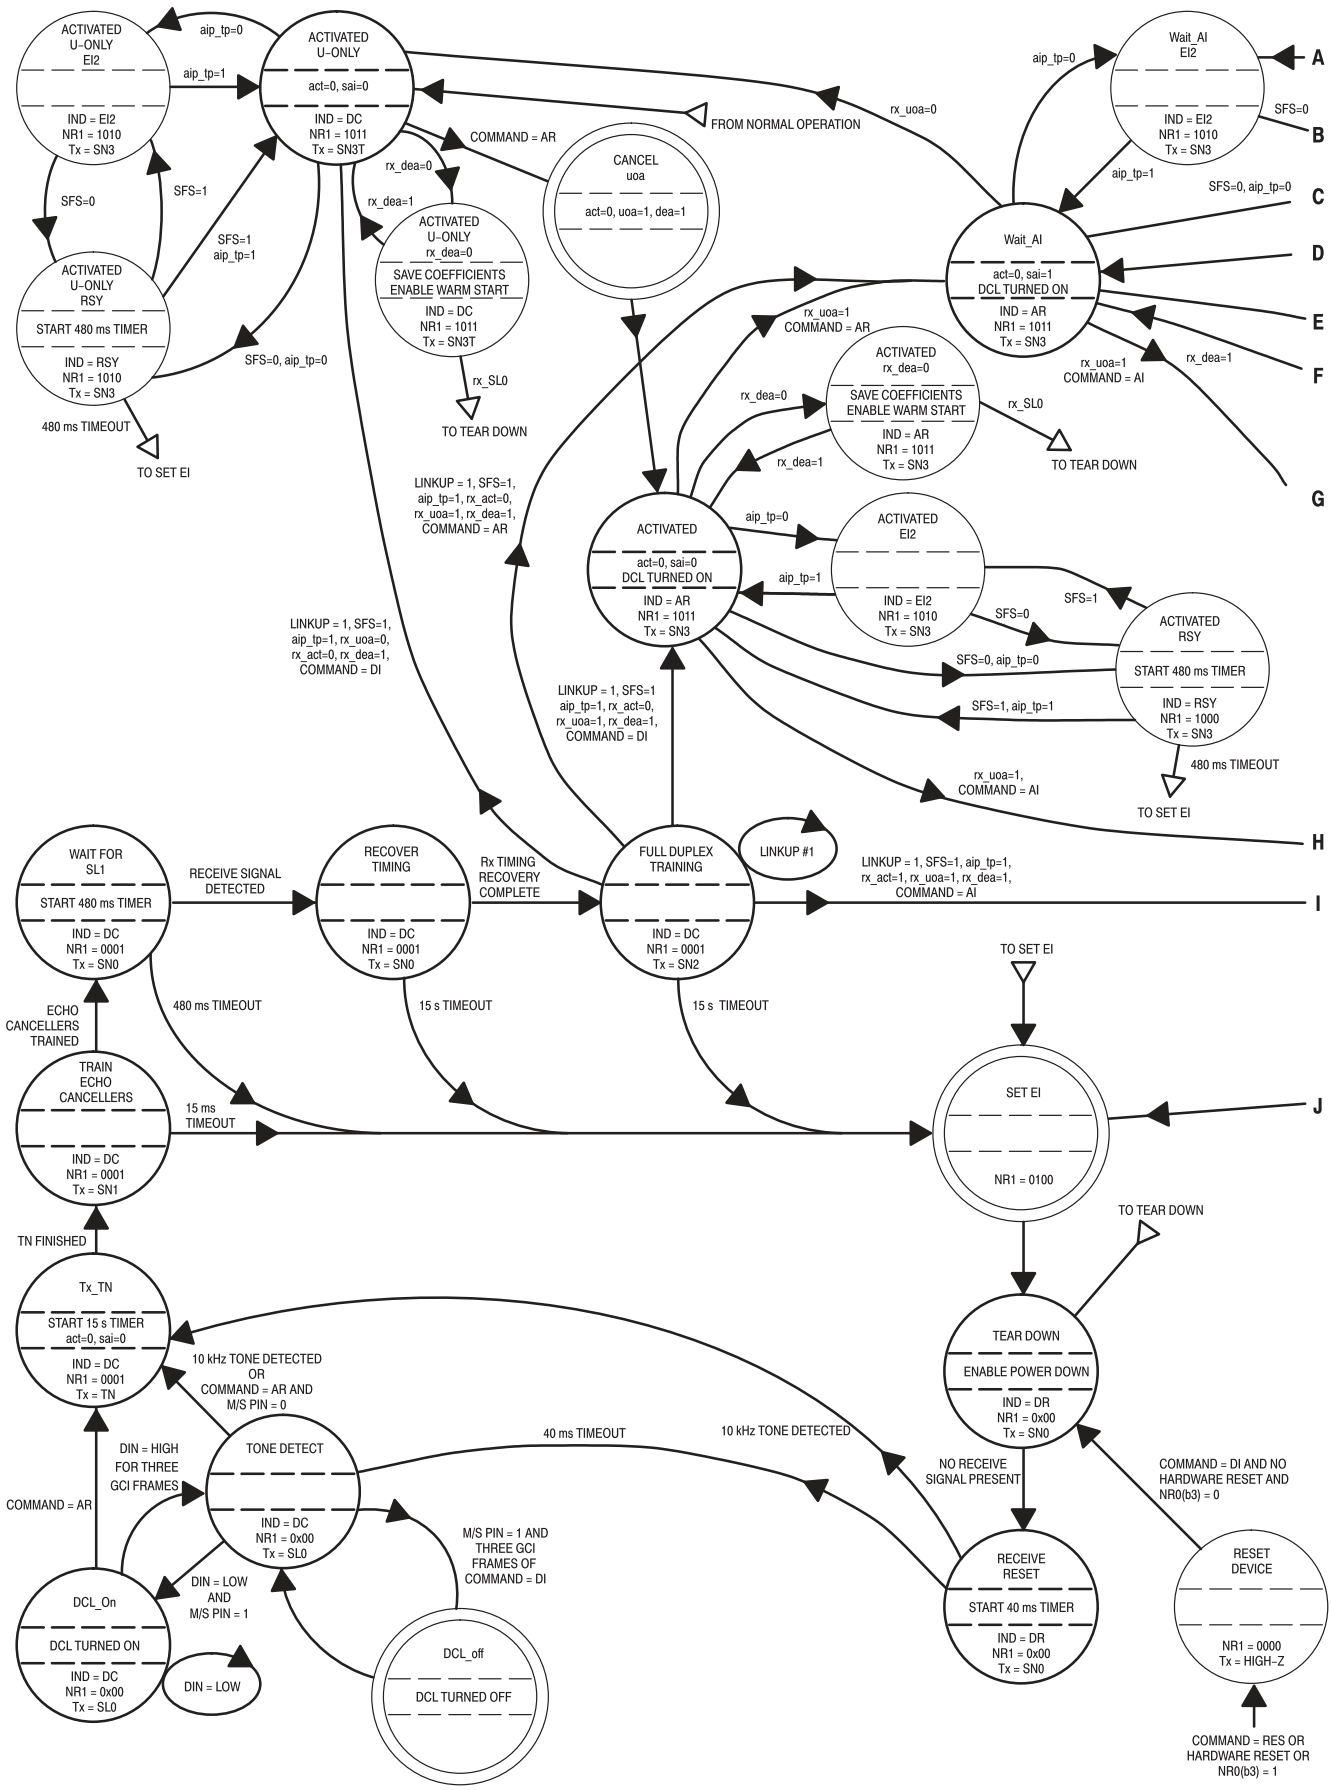 ACTIVATED
U–ONLY
EI2
IND = EI2
NR1 = 1010
Tx = SN3
aip_tp=0
aip_tp=1
ACTIVATED
U–ONLY
act=0, sai=0
IND = DC
NR1 = 1011
Tx = SN3T
FROM NORMAL OPERATION
COMMAND = AR
rx_dea=0
rx_dea=1
rx_uoa=0
SFS=0
SFS=1
SFS=1
aip_tp=1
SFS=0, aip_tp=0
ACTIVATED
U–ONLY
RSY
START 480 ms TIMER
IND = RSY
NR1 = 1010
Tx = SN3
480 ms TIMEOUT
TO SET EI
ACTIVATED
U–ONLY
rx_dea=0
SAVE COEFFICIENTS
ENABLE WARM START
IND = DC
NR1 = 1011
Tx = SN3T
rx_SL0
TO TEAR DOWN
CANCEL
uoa
act=0, uoa=1, dea=1
Wait_AI
EI2
IND = EI2
NR1 = 1010
Tx = SN3
aip_tp=0
aip_tp=1
A
SFS=0
B
SFS=0, aip_tp=0
C
D
E
F
G
Wait_AI
act=0, sai=1
DCL TURNED ON
IND = AR
NR1 = 1011
Tx = SN3
rx_uoa=1
COMMAND = AI
rx_dea=1
rx_uoa=1
COMMAND = AR
ACTIVATED
rx_dea=0
SAVE COEFFICIENTS
ENABLE WARM START
IND = AR
NR1 = 1011
Tx = SN3
rx_dea=0
rx_dea=1
rx_SL0
TO TEAR DOWN
LINKUP = 1, SFS=1,
aip_tp=1, rx_act=0,
rx_uoa=1, rx_dea=1,
COMMAND = AR
ACTIVATED
act=0, sai=0
DCL TURNED ON
IND = AR
NR1 = 1011
Tx = SN3
aip_tp=0
aip_tp=1
ACTIVATED
EI2
IND = EI2
NR1 = 1010
Tx = SN3
SFS=1
SFS=0
SFS=0, aip_tp=0
SFS=1, aip_tp=1
ACTIVATED
RSY
START 480 ms TIMER
IND = RSY
NR1 = 1000
Tx = SN3
480 ms TIMEOUT
TO SET EI
rx_uoa=1,
COMMAND = AI
H
LINKUP = 1, SFS=1,
aip_tp=1, rx_uoa=0,
rx_act=0, rx_dea=1,
COMMAND = DI
LINKUP = 1, SFS=1
aip_tp=1, rx_act=0,
rx_uoa=1, rx_dea=1,
COMMAND = DI
WAIT FOR
SL1
START 480 ms TIMER
IND = DC
NR1 = 0001
Tx = SN0
RECEIVE SIGNAL
DETECTED
RECOVER
TIMING
IND = DC
NR1 = 0001
Tx = SN0
Rx TIMING
RECOVERY
COMPLETE
FULL DUPLEX
TRAINING
IND = DC
NR1 = 0001
Tx = SN2
LINKUP #1
LINKUP = 1, SFS=1, aip_tp=1,
rx_act=1, rx_uoa=1, rx_dea=1,
COMMAND = AI
I
480 ms TIMEOUT
15 s TIMEOUT
15 s TIMEOUT
TO SET EI
ECHO
CANCELLERS
TRAINED
TRAIN
ECHO
CANCELLERS
IND = DC
NR1 = 0001
Tx = SN1
15 ms
TIMEOUT
SET EI
NR1 = 0100
J
TN FINISHED
TO TEAR DOWN
Tx_TN
START 15 s TIMER
act=0, sai=0
IND = DC
NR1 = 0001
Tx = TN
10 kHz TONE DETECTED
OR
COMMAND = AR AND
M/S PIN = 0
TEAR DOWN
ENABLE POWER DOWN
IND = DR
NR1 = 0x00
Tx = SN0
COMMAND = AR
DIN = HIGH
FOR THREE
GCI FRAMES
TONE DETECT
IND = DC
NR1 = 0x00
Tx = SL0
40 ms TIMEOUT
10 kHz TONE DETECTED
NO RECEIVE
SIGNAL PRESENT
COMMAND = DI AND NO
HARDWARE RESET AND
NR0(b3) = 0
M/S PIN = 1 AND
THREE GCI
FRAMES OF
COMMAND = DI
DIN = LOW
AND
M/S PIN = 1
DCL_On
DCL TURNED ON
IND = DC
NR1 = 0x00
Tx = SL0
DIN = LOW
DCL_off
DCL TURNED OFF
RECEIVE
RESET
START 40 ms TIMER
IND = DR
NR1 = 0x00
Tx = SN0
RESET
DEVICE
NR1 = 0000
Tx = HIGH–Z
COMMAND = RES OR
HARDWARE RESET OR
NR0(b3) = 1